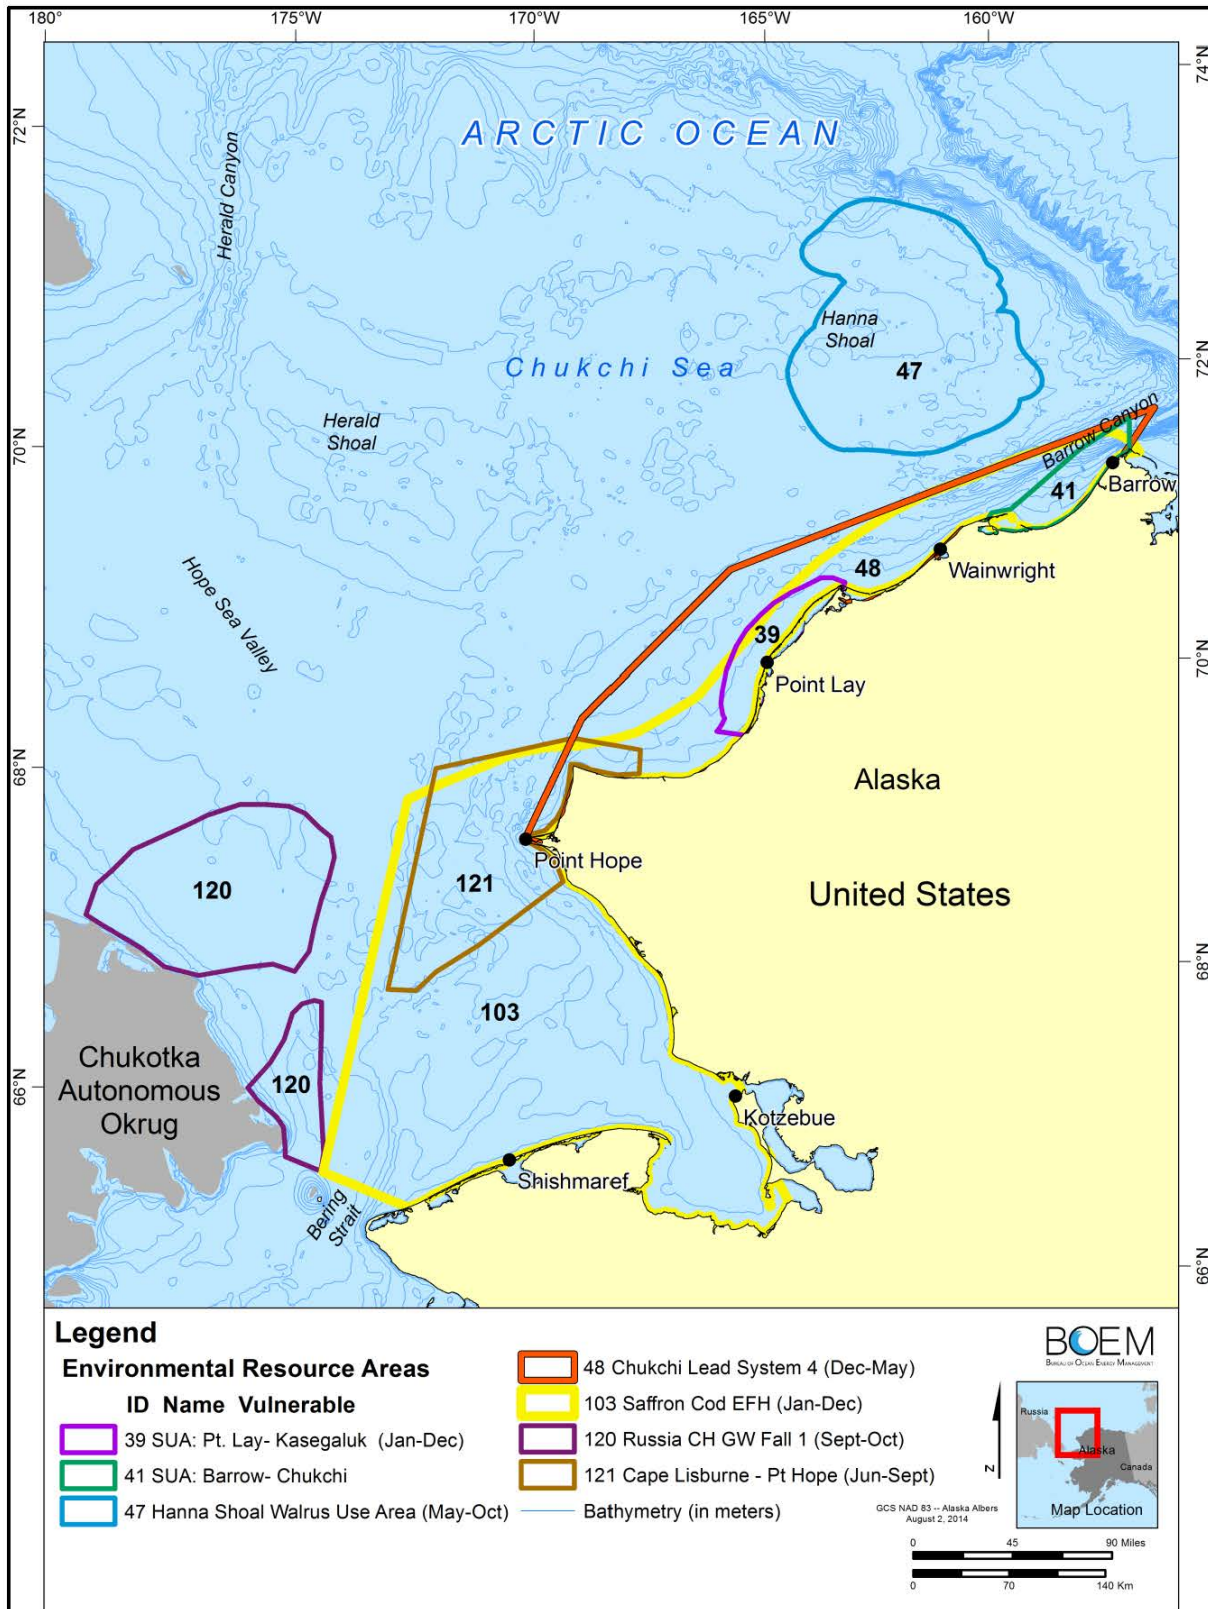 180°
175°W
170°W
165°W
160°W
74°N
72°N
ARCTIC OCEAN
Herald Canyon
Hanna
Shoal
72°N
Chukchi Sea
47
Herald
Shoal
70°N
Barrow Canyon
41
Barrow
Wainwright
48
Hope Sea Valley
39
70°N
Point Lay
68°N
Alaska
Point Hope
121
120
United States
68°N
103
Chukotka
Autonomous
Okrug
120
66°N
Kotzebue
Shishmaref
Bering
Strait
66°N
Legend
Environmental Resource Areas
ID Name Vulnerable
39 SUA: Pt. Lay- Kasegaluk (Jan-Dec)
41 SUA: Barrow- Chukchi
47 Hanna Shoal Walrus Use Area (May-Oct)
48 Chukchi Lead System 4 (Dec-May)
103 Saffron Cod EFH (Jan-Dec)
120 Russia CH GW Fall 1 (Sept-Oct)
121 Cape Lisburne - Pt Hope (Jun-Sept)
Bathymetry (in meters)
BOEM
BUREAU OF OCEAN ENERGY MANAGEMENT
N
Russia
Alaska
Canada
Map Location
GCS NAD 83 -- Alaska Albers
August 2, 2014
0 45 90 Miles
0 70 140 Km